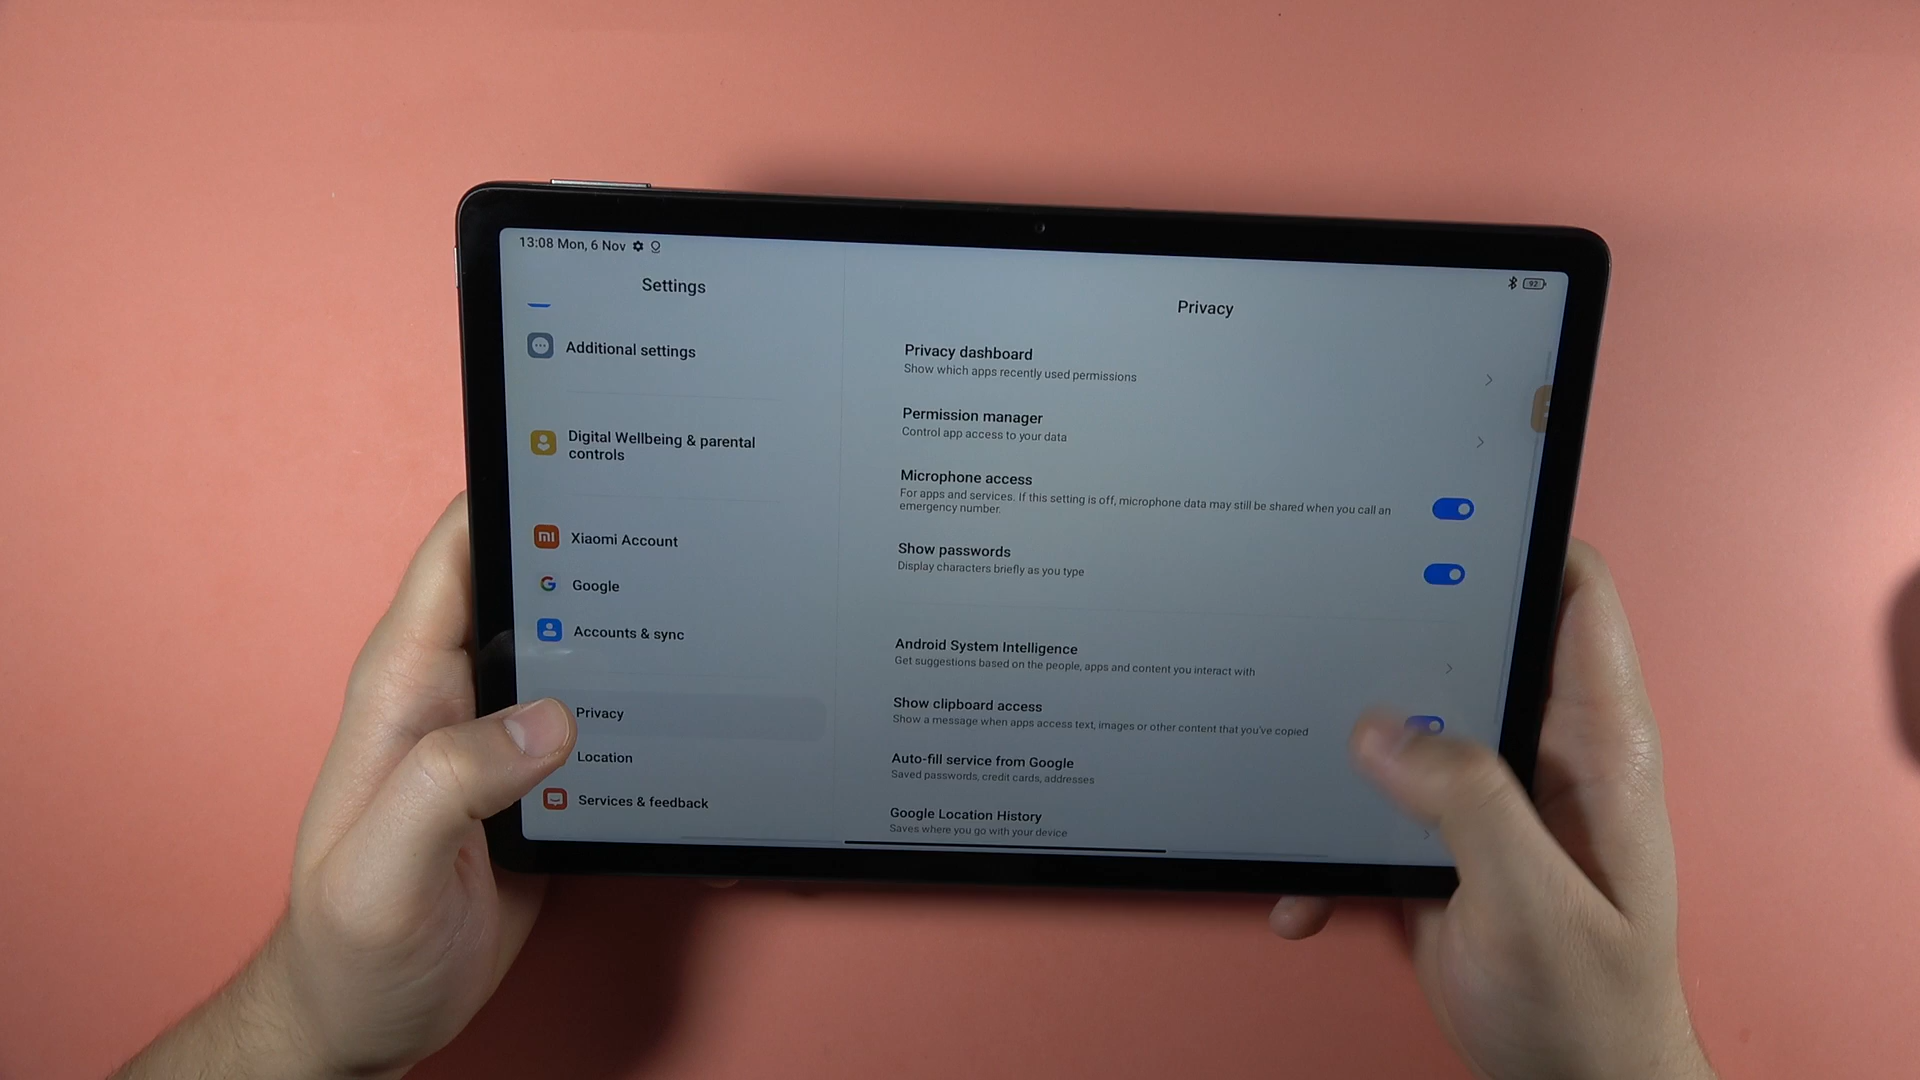 13:08 Mon, 6 Nov
92
Settings
Additional settings
Digital Wellbeing & parental
controls
mi
Xiaomi Account
G
Google
Accounts & sync
Privacy
Location
Services & feedback
Privacy
Privacy dashboard
Show which apps recently used permissions
Permission manager
Control app access to your data
Microphone access
For apps and services. If this setting is off, microphone data may still be shared when you call an
emergency number.
Show passwords
Display characters briefly as you type
Android System Intelligence
Get suggestions based on the people, apps and content you interact with
Show clipboard access
Show a message when apps access text, images or other content that you've copied
Auto-fill service from Google
Saved passwords, credit cards, addresses
Google Location History
Saves where you go with your device